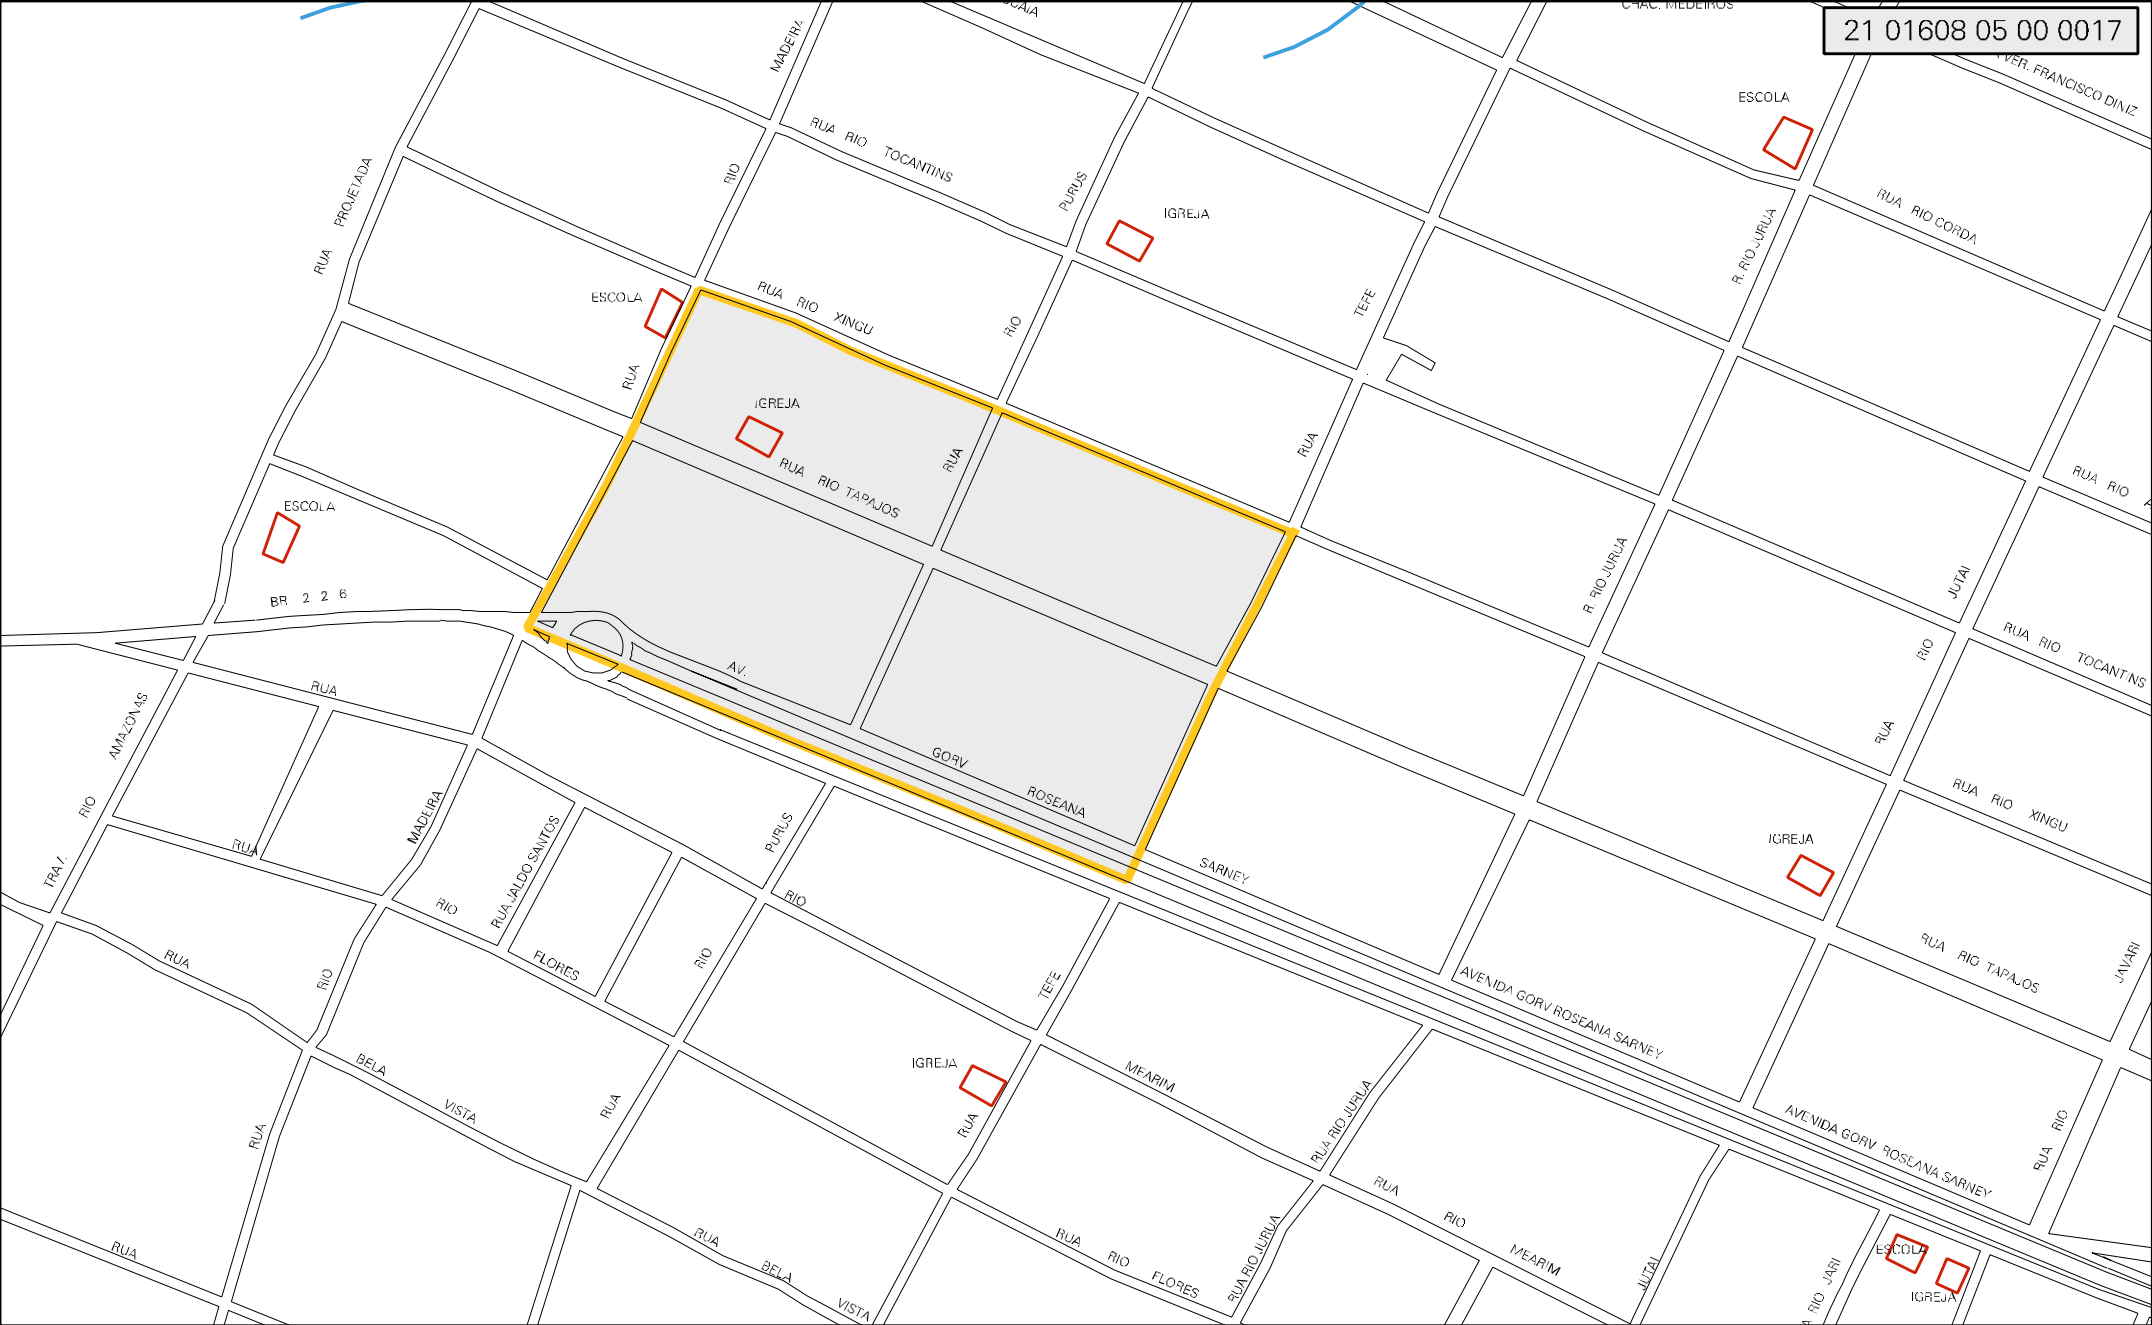 CHAC. MEDEIROS
21 01608 05 00 0017
VER. FRANCISCO DINIZ
MADEIRA
ESCOLA
RUA RIO TOCANTINS
RIO
PURUS
IGREJA
RUA PROJETADA
RUA RIO CORDA
R. RIO JURUA
ESCOLA
RUA RIO XINGU
RIO
TEFE
RUA
IGREJA
RUA
RUA
RUA RIO TAPAJOS
RUA RIO
ESCOLA
BR 226
R. RIO JURUA
JUTAI
RIO
RUA
RUA RIO TOCANTINS
AV.
GORV
ROSEANA
SARNEY
RUA
AMAZONAS
RIO
TRAV.
RUA RIO XINGU
MADEIRA
RUA JALDO SANTOS
PURUS
RUA
IGREJA
RIO
FLORES
RIO
RIO
RUA
RIO
TEFE
AVENIDA GORV ROSEANA SARNEY
RUA RIO TAPAJOS
JAVARI
BELA
VISTA
RUA
RUA
IGREJA
RUA
MEARIM
RUA RIO JURUA
AVENIDA GORV ROSEANA SARNEY
RUA RIO
RUA
RUA
BELA
VISTA
RUA RIO FLORES
RUA RIO JURUA
RUA
RIO
MEARIM
JUTAI
RIO JARI
ESCOLA
IGREJA